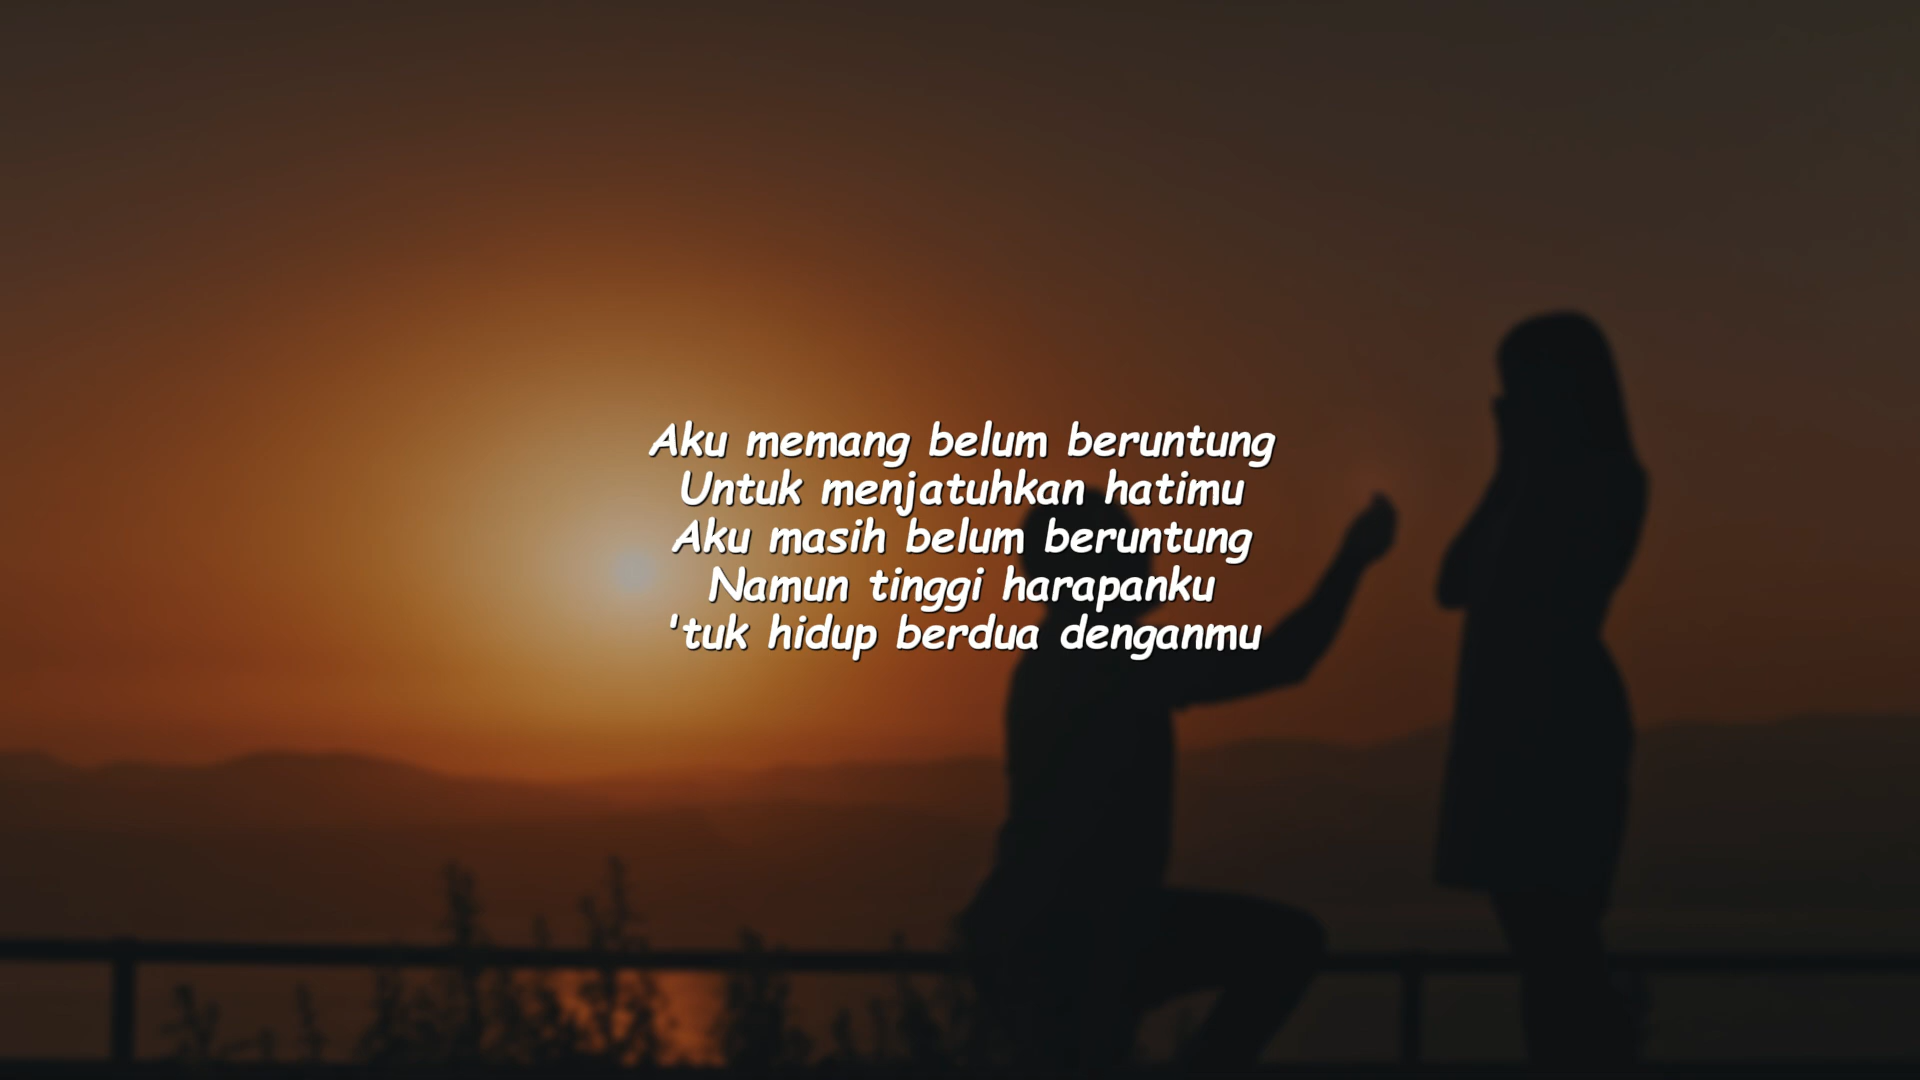 Aku memang belum beruntung
Untuk menjatuhkan hatimu
Aku masih belum beruntung
Namun tinggi harapanku
'tuk hidup berdua denganmu